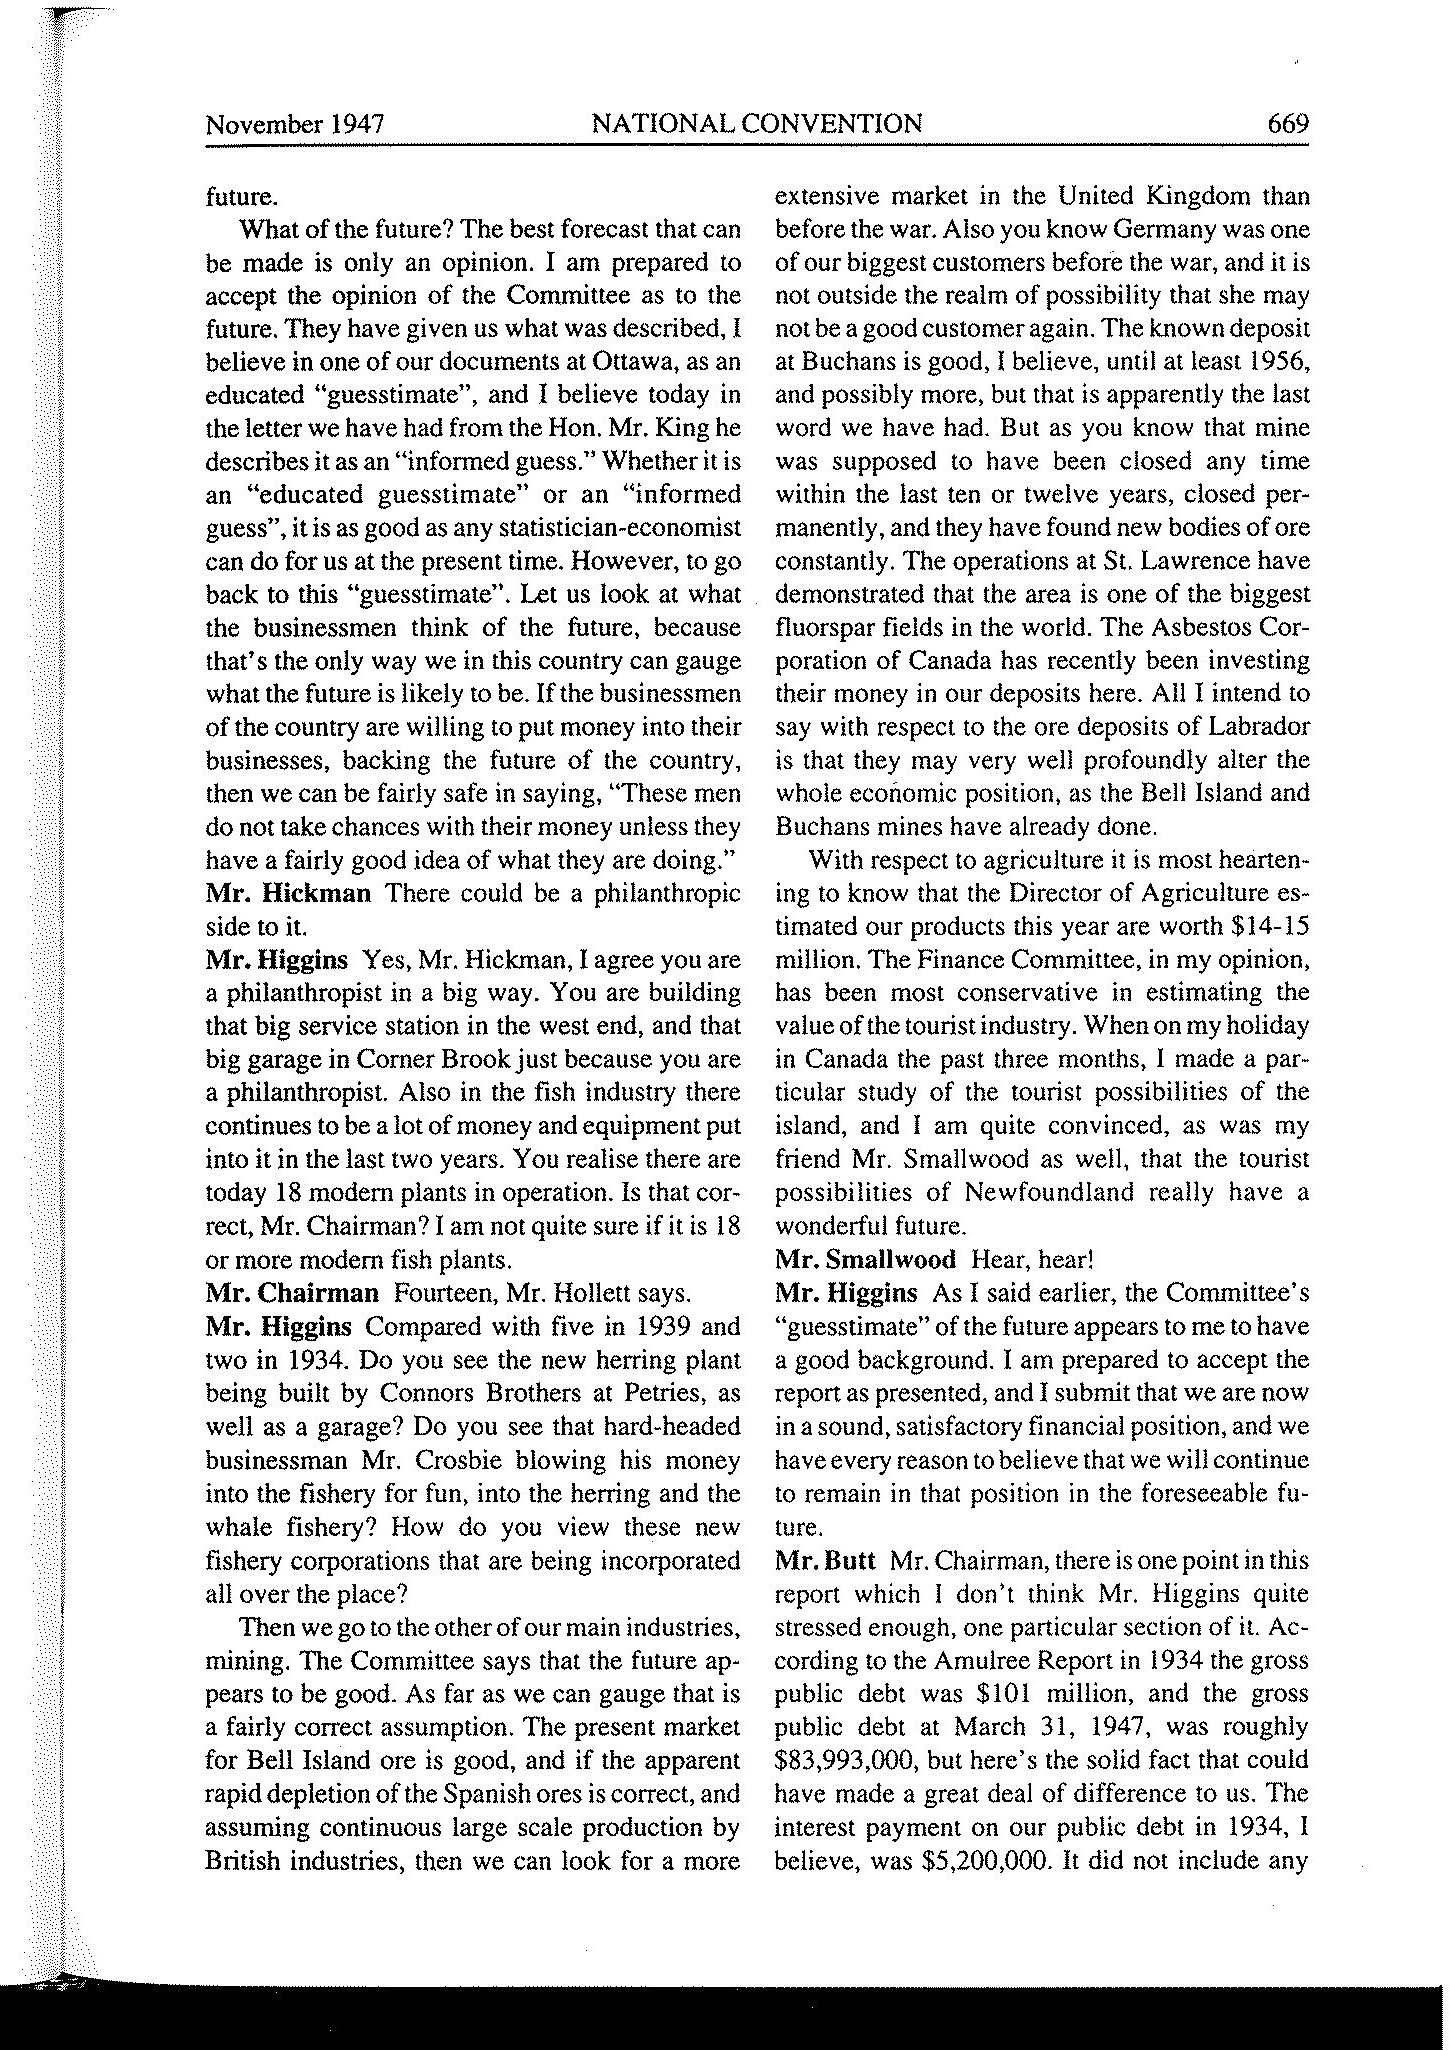 November 1947 NATIONAL CONVENTION 669
future.
What of the future? The best forecast that can
be made is only an opinion. I am prepared to
accept the opinion of the Committee as to the
future. They have given us what was described, I
believe in one of our documents at Ottawa, as an
educated “guesstimate”, and I believe today in
the letter we have had from the Hon. Mr. King he
describes it as an “informed guess.” Whether it is
an “educated guesstimate” or an “informed
guess”, it is as good as any statistician-economist
can do for us at the present time. However, to go
back to this “guesstimate”. Let us look at what
the businessmen think of the future, because
that’s the only way we in this country can gauge
what the future is likely to be. If the businessmen
of the country are willing to put money into their
businesses, backing the future of the country,
then we can be fairly safe in saying, “These men
do not take chances with their money unless they
have a fairly good idea of what they are doing.”
Mr. Hickman There could be a philanthropic
side to it.
Mr. Higgins Yes, Mr. Hickman, I agree you are
a philanthropist in a big way. You are building
that big service station in the west end, and that
big garage in Corner Brook just because you are
a philanthropist. Also in the fish industry there
continues to be a lot of money and equipment put
into it in the last two years. You realise there are
today 18 modern plants in operation. Is that cor-
rect, Mr. Chairman? I am not quite sure if it is 18
or more modern fish plants.
Mr. Chairman Fourteen, Mr. Hollett says.
Mr. Higgins Compared with five in 1939 and
two in 1934. Do you see the new herring plant
being built by Connors Brothers at Petries, as
well as a garage? Do you see that hard-headed
businessman Mr. Crosbie blowing his money
into the fishery for fun, into the herring and the
whale fishery? How do you view these new
fishery corporations that are being incorporated
all over the place?
Then we go to the other of our main industries,
mining. The Committee says that the future ap-
pears to be good. As far as we can gauge that is
a fairly correct assumption. The present market
for Bell Island ore is good, and if the apparent
rapid depletion of the Spanish ores is correct, and
assuming continuous large scale production by
British industries, then we can look for a more
extensive market in the United Kingdom than
before the war. Also you know Germany was one
of our biggest customers before the war, and it is
not outside the realm of possibility that she may
not be a good customer again. The known deposit
at Buchans is good, I believe, until at least 1956,
and possibly more, but that is apparently the last
word we have had. But as you know that mine
was supposed to have been closed any time
within the last ten or twelve years, closed per-
manently, and they have found new bodies of ore
constantly. The operations at St. Lawrence have
demonstrated that the area is one of the biggest
fluorspar fields in the world. The Asbestos Cor-
poration of Canada has recently been investing
their money in our deposits here. All I intend to
say with respect to the ore deposits of Labrador
is that they may very well profoundly alter the
whole economic position, as the Bell Island and
Buchans mines have already done.
With respect to agriculture it is most hearten-
ing to know that the Director of Agriculture es-
timated our products this year are worth $14-15
million. The Finance Committee, in my opinion,
has been most conservative in estimating the
value of the tourist industry. When on my holiday
in Canada the past three months, I made a par-
ticular study of the tourist possibilities of the
island, and I am quite convinced, as was my
friend Mr. Smallwood as well, that the tourist
possibilities of Newfoundland really have a
wonderful future.
Mr. Smallwood Hear, hear!
Mr. Higgins As I said earlier, the Committee’s
“guesstimate” of the future appears to me to have
a good background. I am prepared to accept the
report as presented, and I submit that we are now
in a sound, satisfactory financial position, and we
have every reason to believe that we will continue
to remain in that position in the foreseeable fu-
ture.
Mr. Butt Mr. Chairman, there is one point in this
report which I don’t think Mr. Higgins quite
stressed enough, one particular section of it. Ac-
cording to the Amulree Report in 1934 the gross
public debt was $101 million, and the gross
public debt at March 31, 1947, was roughly
$83,993,000, but here’s the solid fact that could
have made a great deal of difference to us. The
interest payment on our public debt in 1934, I
believe, was $5,200,000. It did not include any